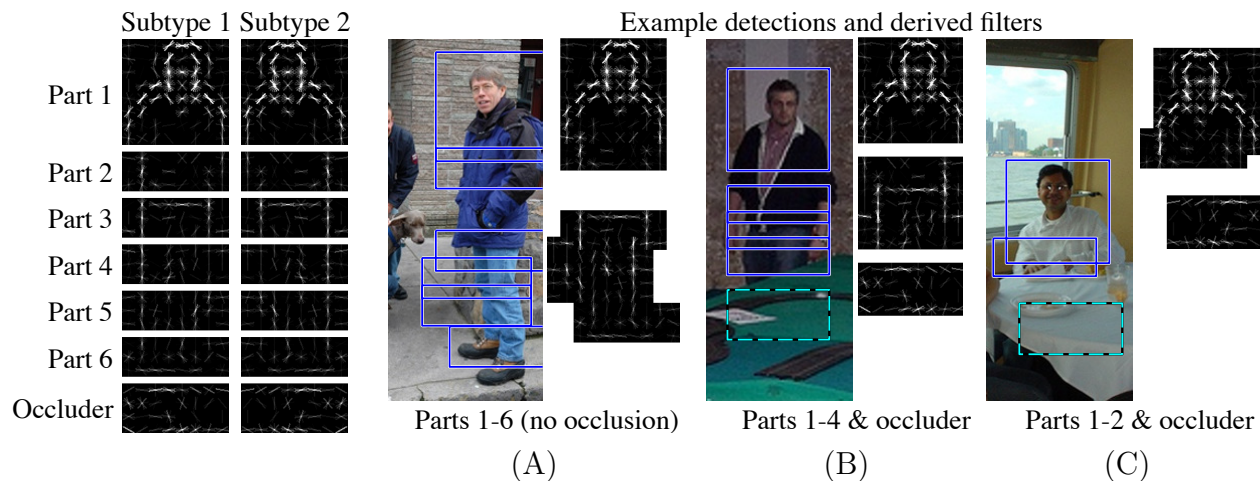 Subtype 1 Subtype 2 Example detections and derived filters
Part 1
Part 2
Part 3
Part 4
Part 5
Part 6
Occluder
Parts 1-6 (no occlusion) Parts 1-4 & occluder Parts 1-2 & occluder
(A) (B) (C)